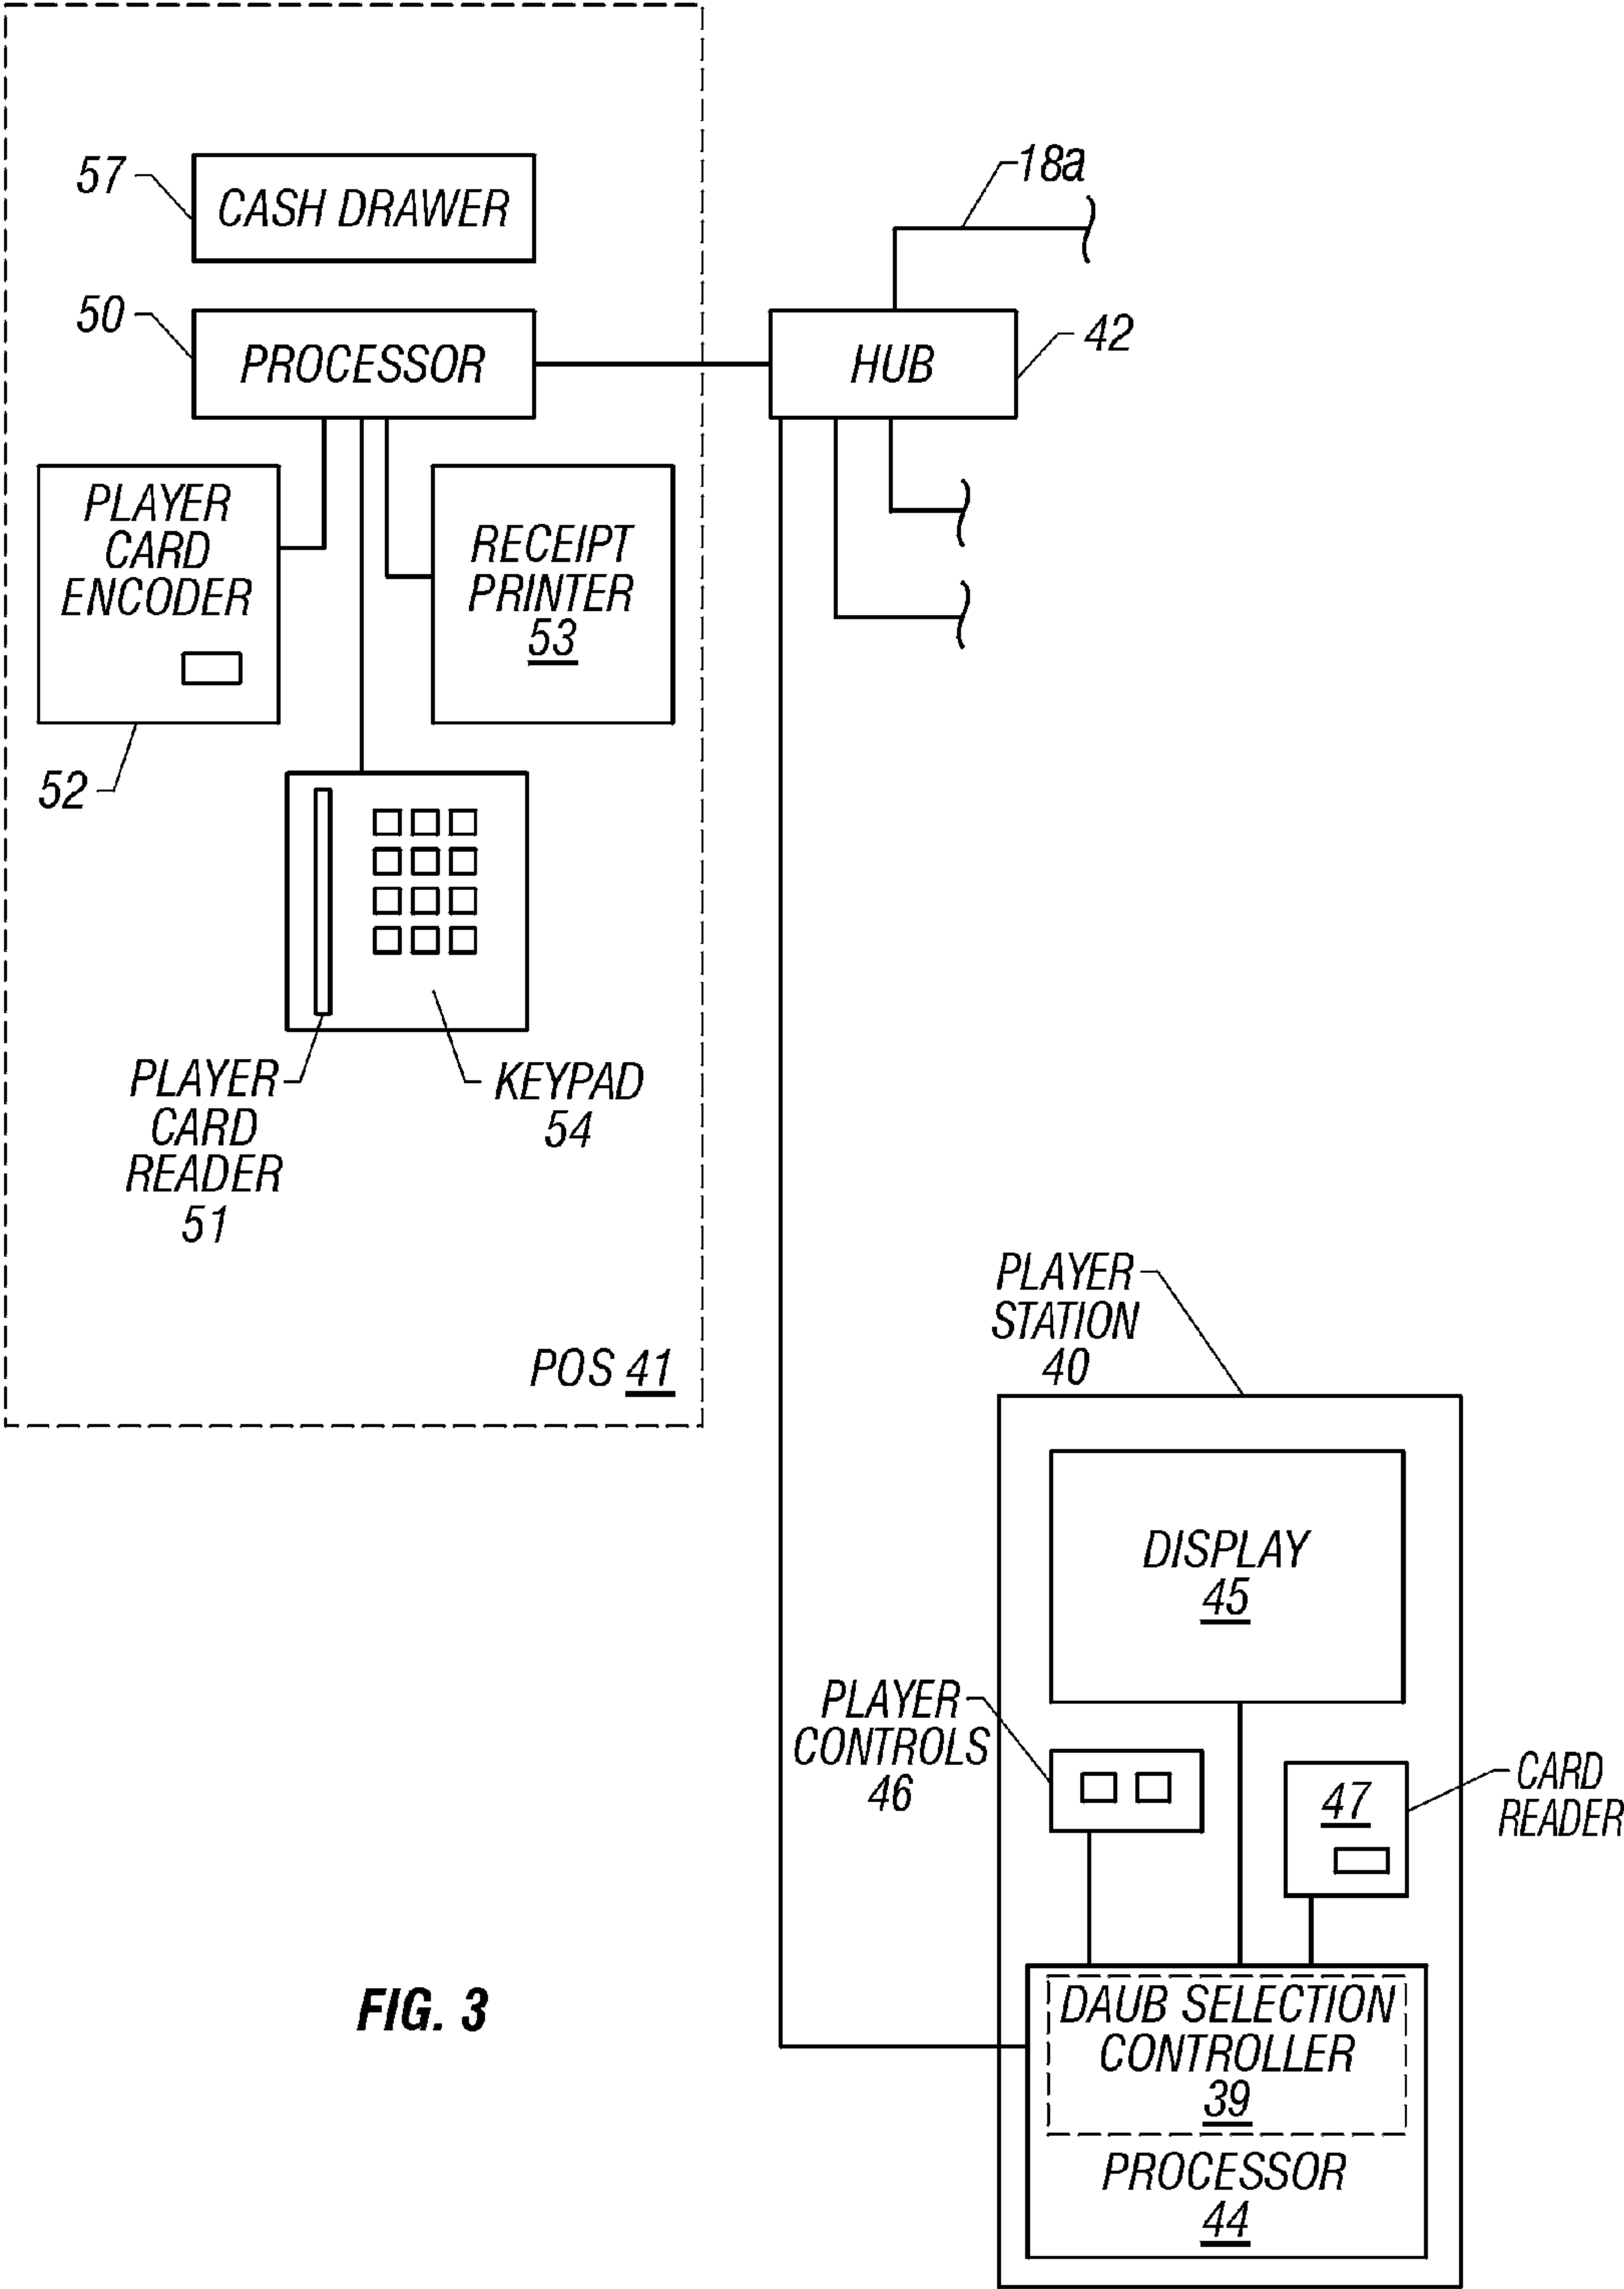 57
CASH DRAWER
18a
50
PROCESSOR
HUB
42
PLAYER
CARD
ENCODER
RECEIPT
PRINTER
53
52
PLAYER
CARD
READER
51
KEYPAD
54
POS 41
PLAYER
STATION
40
DISPLAY
45
PLAYER
CONTROLS
46
47
CARD
READER
DAUB SELECTION
CONTROLLER
39
PROCESSOR
44
FIG. 3